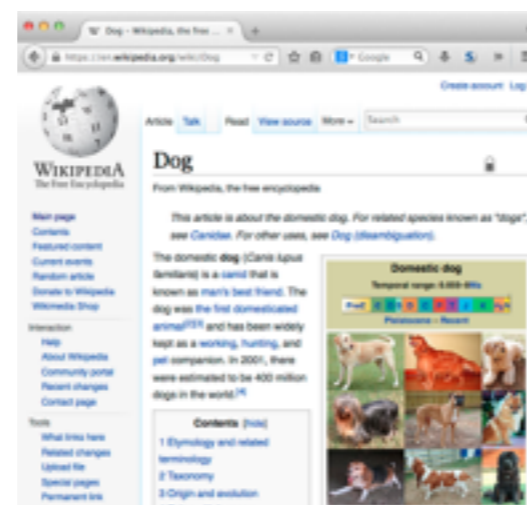 W Dog - Wikipedia, the free ...
https://en.wikipedia.org/wiki/Dog
Google
Create account Log
Article Talk Read View source More Search
WIKIPEDIA
The Free Encyclopedia
Main page
Contents
Featured content
Current events
Random article
Donate to Wikipedia
Wikimedia Shop
Interaction
Help
About Wikipedia
Community portal
Recent changes
Contact page
Tools
What links here
Related changes
Upload file
Special pages
Permanent link
Dog
From Wikipedia, the free encyclopedia
This article is about the domestic dog. For related species known as "dogs",
see Canidae. For other uses, see Dog (disambiguation).
The domestic dog (Canis lupus
familiaris) is a canid that is
known as man's best friend. The
dog was the first domesticated
animal and has been widely
kept as a working, hunting, and
pet companion. In 2001, there
were estimated to be 400 million
dogs in the world.[4]
Contents [hide]
1 Etymology and related
terminology
2 Taxonomy
3 Origin and evolution
Domestic dog
Temporal range:
Pleistocene – Recent